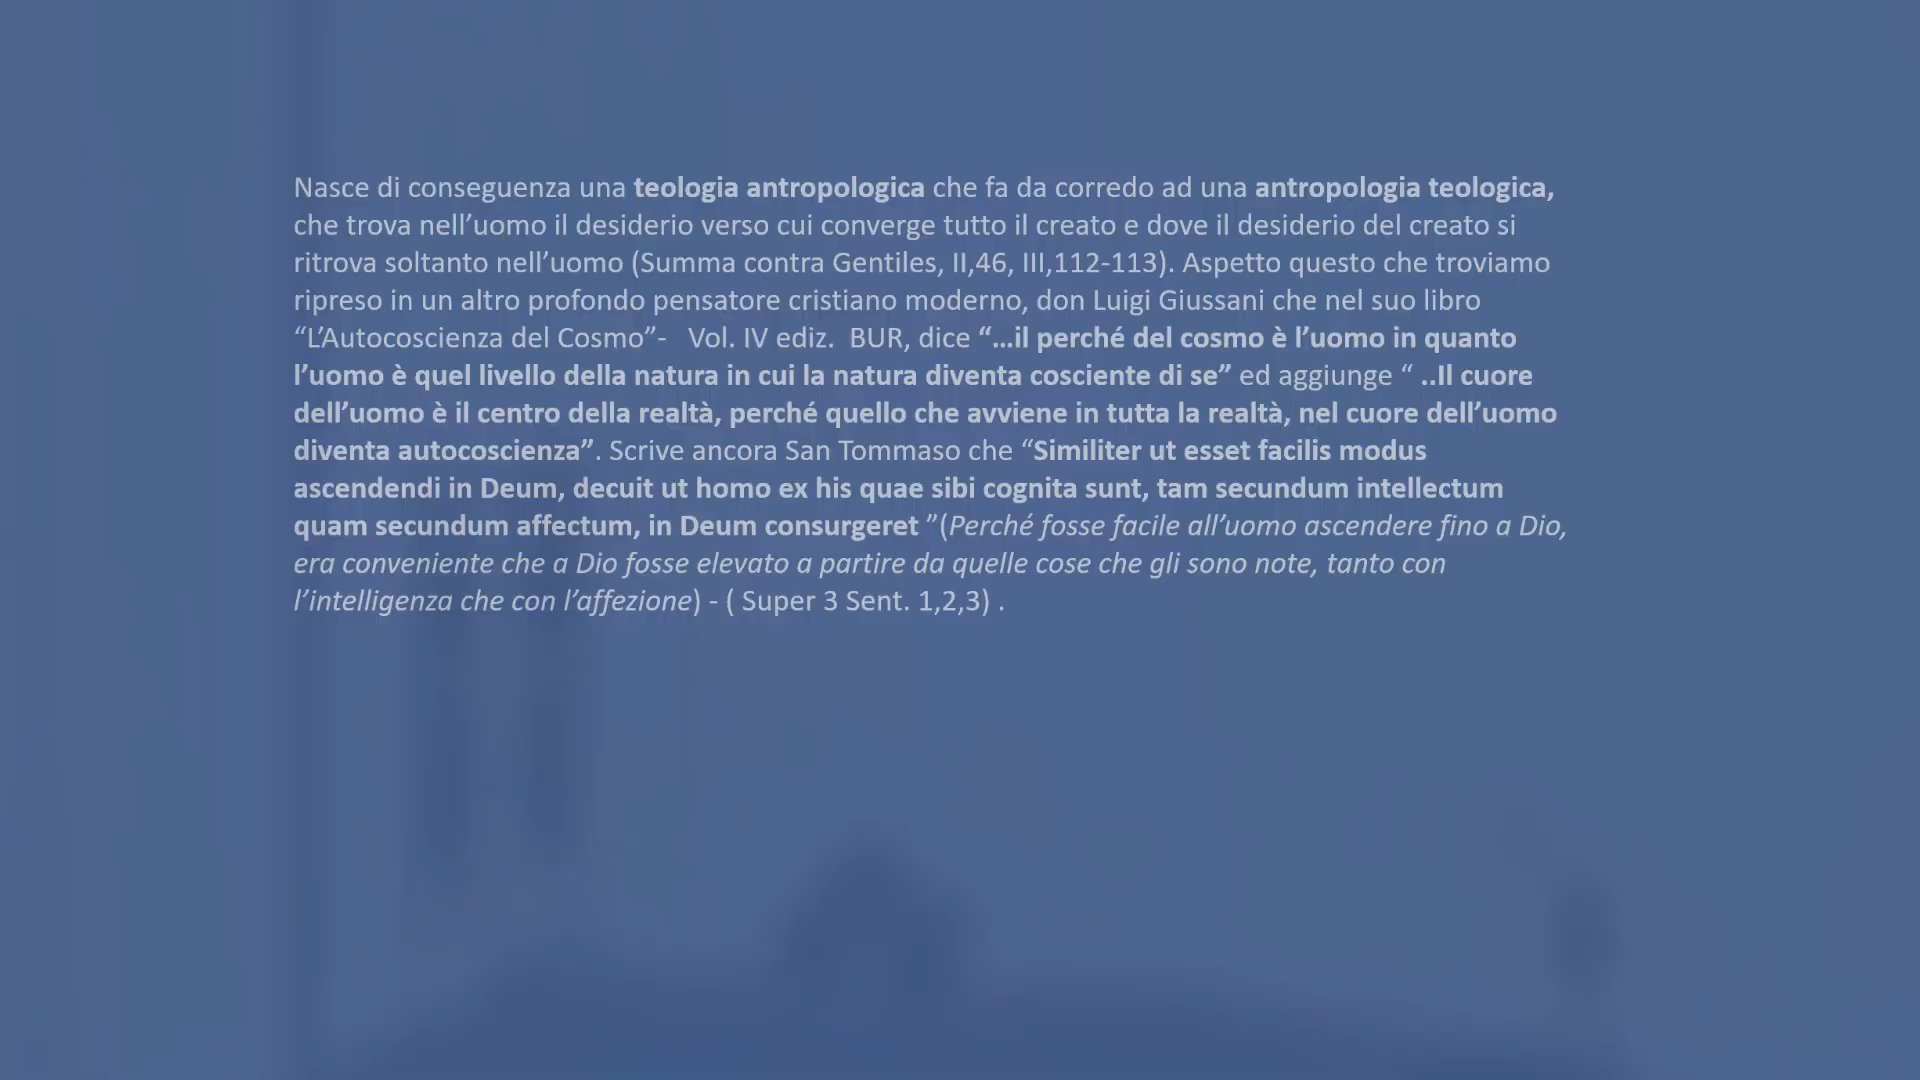 Nasce di conseguenza una teologia antropologica che fa da corredo ad una antropologia teologica,
che trova nell’uomo il desiderio verso cui converge tutto il creato e dove il desiderio del creato si
ritrova soltanto nell’uomo (Summa contra Gentiles, II,46, III,112-113). Aspetto questo che troviamo
ripreso in un altro profondo pensatore cristiano moderno, don Luigi Giussani che nel suo libro
“L’Autocoscienza del Cosmo”- Vol. IV ediz. BUR, dice “…il perché del cosmo è l’uomo in quanto
l’uomo è quel livello della natura in cui la natura diventa cosciente di se” ed aggiunge “ ..Il cuore
dell’uomo è il centro della realtà, perché quello che avviene in tutta la realtà, nel cuore dell’uomo
diventa autocoscienza”. Scrive ancora San Tommaso che “Similiter ut esset facilis modus
ascendendi in Deum, decuit ut homo ex his quae sibi cognita sunt, tam secundum intellectum
quam secundum affectum, in Deum consurgeret ”(Perché fosse facile all’uomo ascendere fino a Dio,
era conveniente che a Dio fosse elevato a partire da quelle cose che gli sono note, tanto con
l’intelligenza che con l’affezione) - ( Super 3 Sent. 1,2,3) .